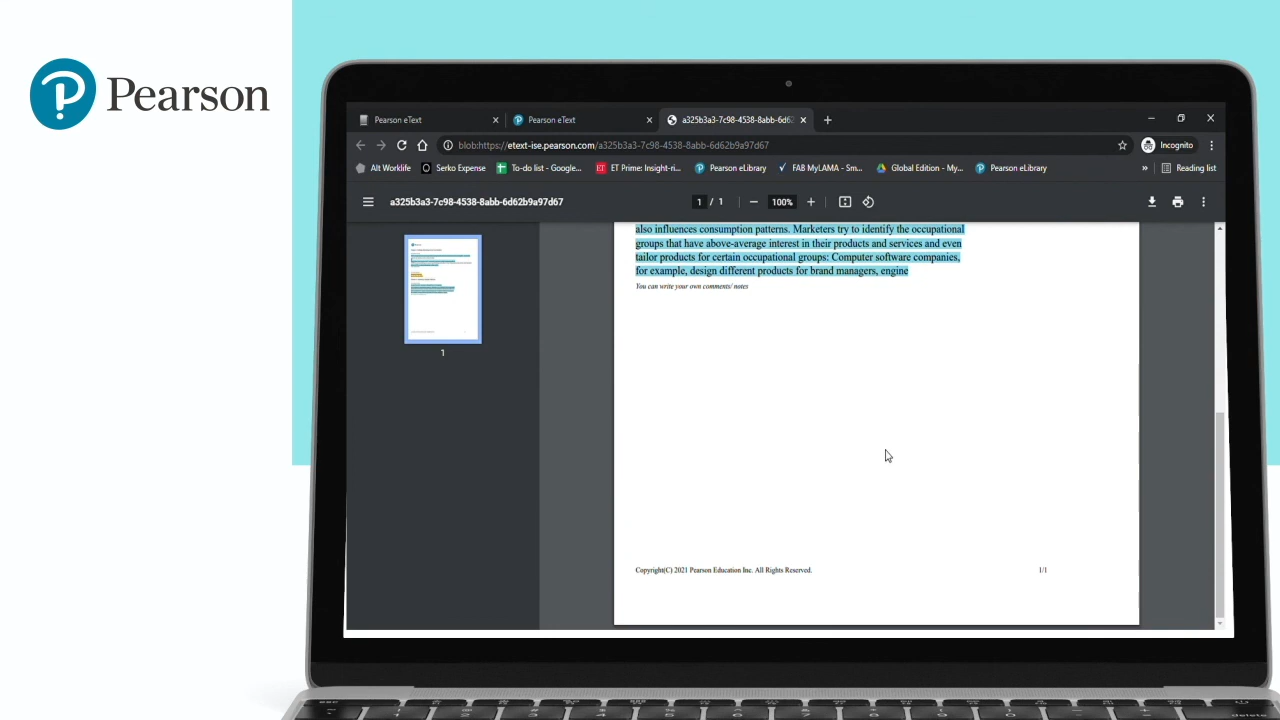 Pearson
Pearson eText
Pearson eText
a325b3a3-7c98-4538-8abb-6d62
blob:https://etext-ise.pearson.com/a325b3a3-7c98-4538-8abb-6d62b9a97d67
Incognito
Alt Worklife
Serko Expense
To-do list - Google...
ET Prime: Insight-ri...
Pearson eLibrary
FAB MyLAMA - Sm...
Global Edition - My...
Pearson eLibrary
»
Reading list
a325b3a3-7c98-4538-8abb-6d62b9a97d67
1 / 1
100%
also influences consumption patterns. Marketers try to identify the occupational
groups that have above-average interest in their products and services and even
tailor products for certain occupational groups: Computer software companies,
for example, design different products for brand managers, engine
You can write your own comments/ notes
1
Copyright(C) 2021 Pearson Education Inc. All Rights Reserved.
1/1